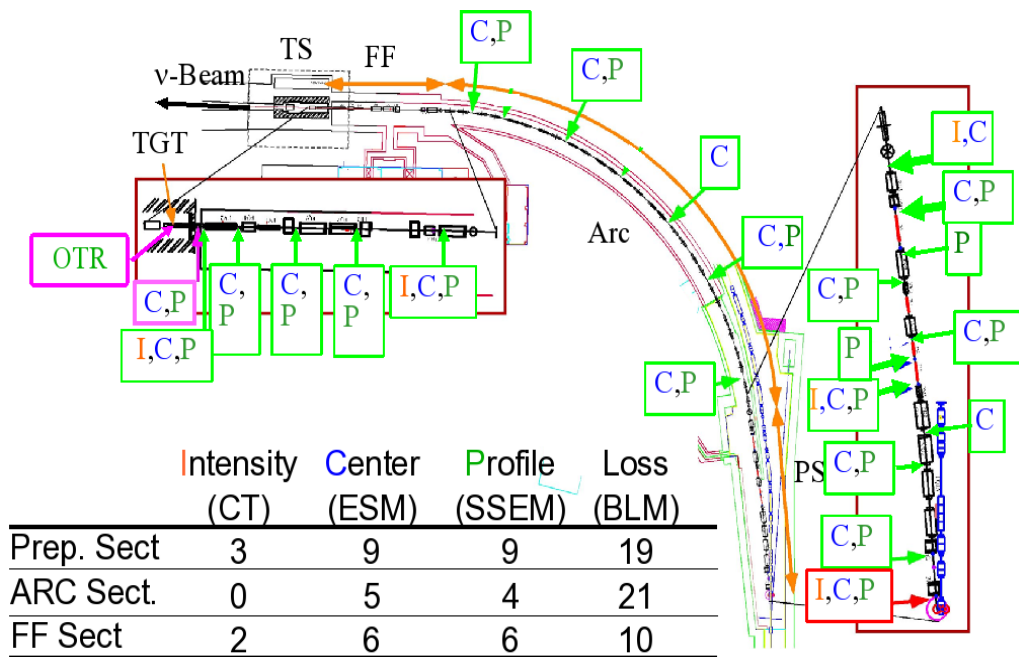 TS
FF
ν-Beam
TGT
C,P
C,P
C
Arc
C,P
C,P
OTR
C,P
I,C,P
C,
P
C,
P
C,
P
I,C,P
I,C
C,P
P
C,P
C,P
P
I,C,P
C
C,P
PS
C,P
I,C,P
Intensity Center Profile Loss
(CT) (ESM) (SSEM) (BLM)
Prep. Sect 3 9 9 19
ARC Sect. 0 5 4 21
FF Sect 2 6 6 10